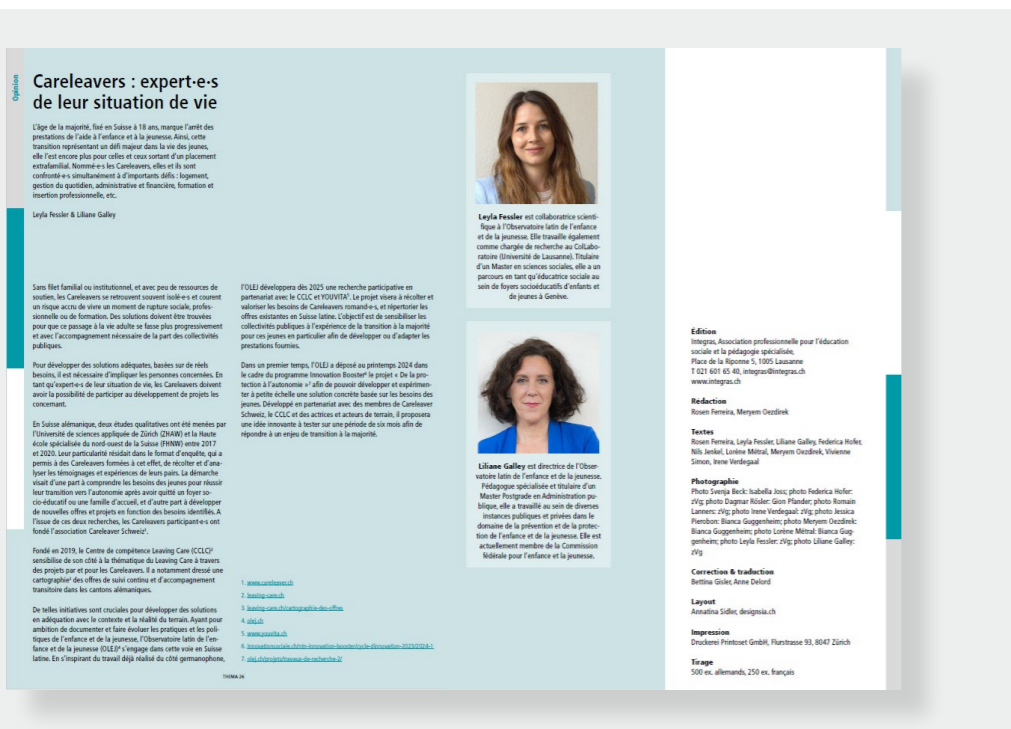 Opinion
Careleavers : expert·e·s
de leur situation de vie
L'âge de la majorité, fixé en Suisse à 18 ans, marque l'arrêt des
prestations de l'aide à l'enfance et à la jeunesse. Ainsi, cette
transition représentant un défi majeur dans la vie des jeunes,
elle l'est encore plus pour celles et ceux sortant d'un placement
extrafamilial. Nommé·e·s les Careleavers, elles et ils sont
confronté·e·s simultanément à d'importants défis : logement,
gestion du quotidien, administrative et financière, formation et
insertion professionnelle, etc.
Leyla Fessler & Liliane Galley
Sans filet familial ou institutionnel, et avec peu de ressources de
soutien, les Careleavers se retrouvent souvent isolé·e·s et courent
un risque accru de vivre un moment de rupture sociale, profes-
sionnelle ou de formation. Des solutions doivent être trouvées
pour que ce passage à la vie adulte se fasse plus progressivement
et avec l'accompagnement nécessaire de la part des collectivités
publiques.
Pour développer des solutions adéquates, basées sur de réels
besoins, il est nécessaire d'impliquer les personnes concernées. En
tant qu'expert·e·s de leur situation de vie, les Careleavers doivent
avoir la possibilité de participer au développement de projets les
concernant.
En Suisse alémanique, deux études qualitatives ont été menées par
l'Université de sciences appliquée de Zürich (ZHAW) et la Haute
école spécialisée du nord-ouest de la Suisse (FHNW) entre 2017
et 2020. Leur particularité résidait dans le format d'enquête, qui a
permis à des Careleavers formées à cet effet, de récolter et d'ana-
lyser les témoignages et expériences de leurs pairs. La démarche
visait d'une part à comprendre les besoins des jeunes pour réussir
leur transition vers l'autonomie après avoir quitté un foyer so-
cio-éducatif ou une famille d'accueil, et d'autre part à développer
de nouvelles offres et projets en fonction des besoins identifiés. A
l'issue de ces deux recherches, les Careleavers participant·e·s ont
fondé l'association Careleaver Schweiz¹.
Fondé en 2019, le Centre de compétence Leaving Care (CCLC)²
sensibilise de son côté à la thématique du Leaving Care à travers
des projets par et pour les Careleavers. Il a notamment dressé une
cartographie³ des offres de suivi continu et d'accompagnement
transitoire dans les cantons alémaniques.
De telles initiatives sont cruciales pour développer des solutions
en adéquation avec le contexte et la réalité du terrain. Ayant pour
ambition de documenter et faire évoluer les pratiques et les poli-
tiques de l'enfance et de la jeunesse, l'Observatoire latin de l'en-
fance et de la jeunesse (OLEJ)⁴ s'engage dans cette voie en Suisse
latine. En s'inspirant du travail déjà réalisé du côté germanophone,
l'OLEJ développera dès 2025 une recherche participative en
partenariat avec le CCLC et YOUVITA⁵. Le projet visera à récolter et
valoriser les besoins de Careleavers romand·e·s, et répertorier les
offres existantes en Suisse latine. L'objectif est de sensibiliser les
collectivités publiques à l'expérience de la transition à la majorité
pour ces jeunes en particulier afin de développer ou d'adapter les
prestations fournies.
Dans un premier temps, l'OLEJ a déposé au printemps 2024 dans
le cadre du programme Innovation Booster⁶ le projet « De la pro-
tection à l'autonomie »⁷ afin de pouvoir développer et expérimen-
ter à petite échelle une solution concrète basée sur les besoins des
jeunes. Développé en partenariat avec des membres de Careleaver
Schweiz, le CCLC et des actrices et acteurs de terrain, il proposera
une idée innovante à tester sur une période de six mois afin de
répondre à un enjeu de transition à la majorité.
1. www.careleaver.ch
2. leaving-care.ch
3. leaving-care.ch/cartographie-des-offres
4. olej.ch
5. www.youvita.ch
6. innovationsociale.ch/ntn-innovation-booster/cycle-dinnovation-2023/2024-1
7. olej.ch/projets/travaux-de-recherche-2/
THEMA 26
Leyla Fessler est collaboratrice scienti-
fique à l'Observatoire latin de l'enfance
et de la jeunesse. Elle travaille également
comme chargée de recherche au ColLabo-
ratoire (Université de Lausanne). Titulaire
d'un Master en sciences sociales, elle a un
parcours en tant qu'éducatrice sociale au
sein de foyers socioéducatifs d'enfants et
de jeunes à Genève.
Liliane Galley est directrice de l'Obser-
vatoire latin de l'enfance et de la jeunesse.
Pédagogue spécialisée et titulaire d'un
Master Postgrade en Administration pu-
blique, elle a travaillé au sein de diverses
instances publiques et privées dans le
domaine de la prévention et de la protec-
tion de l'enfance et de la jeunesse. Elle est
actuellement membre de la Commission
fédérale pour l'enfance et la jeunesse.
Édition
Integras, Association professionnelle pour l'éducation
sociale et la pédagogie spécialisée,
Place de la Riponne 5, 1005 Lausanne
T 021 601 65 40, integras@integras.ch
www.integras.ch
Rédaction
Rosen Ferreira, Meryem Oezdirek
Textes
Rosen Ferreira, Leyla Fessler, Liliane Galley, Federica Hofer,
Nils Jenkel, Lorène Métral, Meryem Oezdirek, Vivienne
Simon, Irene Verdegaal
Photographie
Photo Svenja Beck: Isabella Joss; photo Federica Hofer:
zVg; photo Dagmar Rösler: Gion Pfander; photo Romain
Lanners: zVg; photo Irene Verdegaal: zVg; photo Jessica
Pierobon: Bianca Guggenheim; photo Meryem Oezdirek:
Bianca Guggenheim; photo Lorène Métral: Bianca Gug-
genheim; photo Leyla Fessler: zVg; photo Liliane Galley:
zVg
Correction & traduction
Bettina Gisler, Anne Delord
Layout
Annatina Sidler, designsia.ch
Impression
Druckerei Printoset GmbH, Flurstrasse 93, 8047 Zürich
Tirage
500 ex. allemands, 250 ex. français